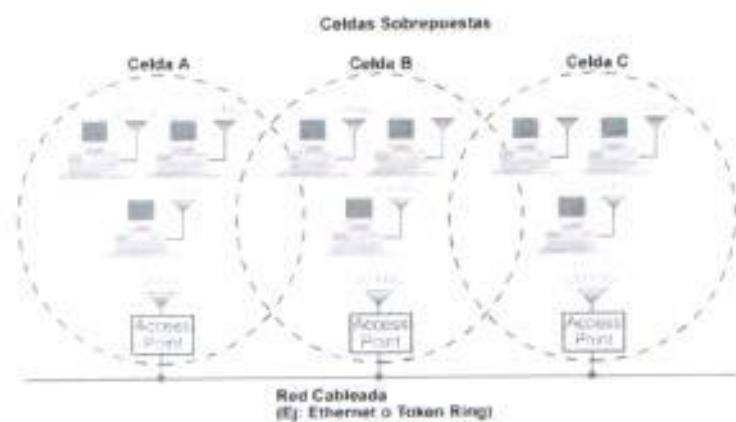 Celdas Sobrepuestas
Celda A
Celda B
Celda C
Access
Point
Access
Point
Access
Point
Red Cableada
(Ej: Ethernet o Token Ring)